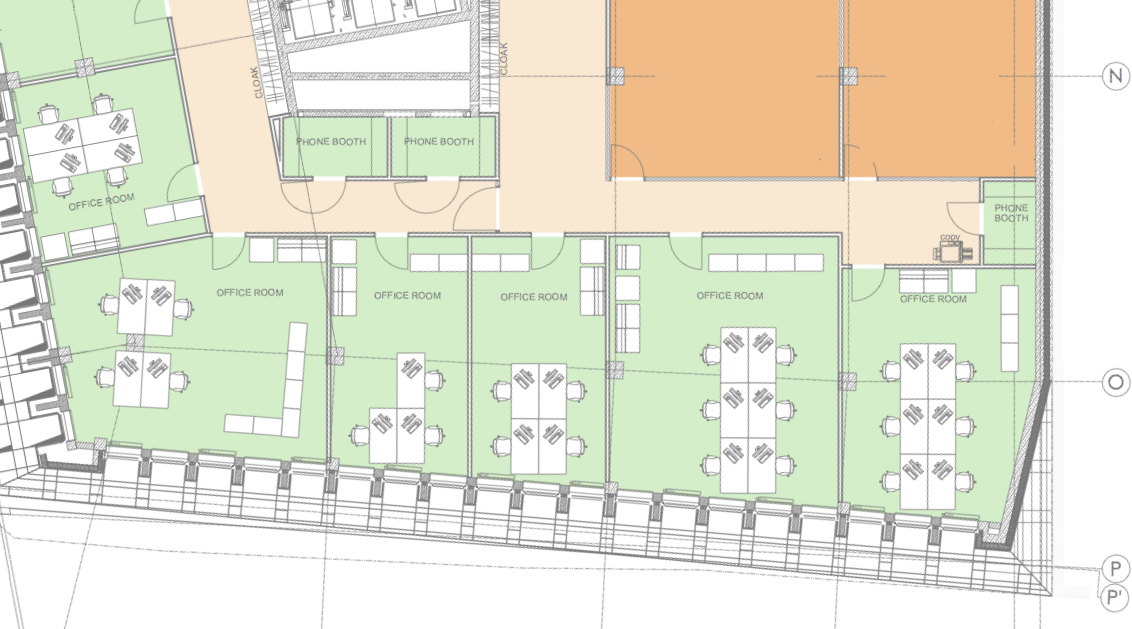 N
CLOAK
CLOAK
PHONE BOOTH
PHONE BOOTH
OFFICE ROOM
PHONE
BOOTH
COPY
OFFICE ROOM
OFFICE ROOM
OFFICE ROOM
OFFICE ROOM
OFFICE ROOM
O
P
P'